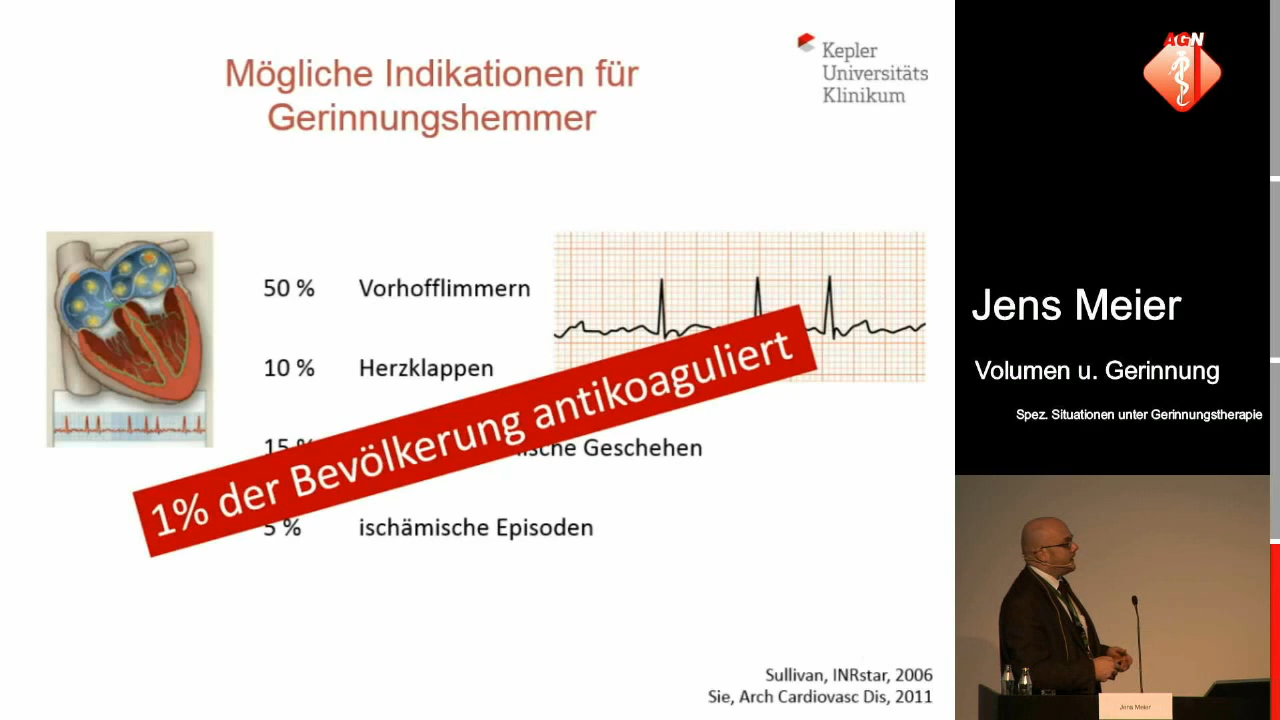 Mögliche Indikationen für
Gerinnungshemmer
Kepler
Universitäts
Klinikum
50 % Vorhofflimmern
10 % Herzklappen
15 % ische Geschehen
5 % ischämische Episoden
1% der Bevölkerung antikoaguliert
Sullivan, INRstar, 2006
Sie, Arch Cardiovasc Dis, 2011
AGN
Jens Meier
Volumen u. Gerinnung
Spez. Situationen unter Gerinnungstherapie
Jens Meier